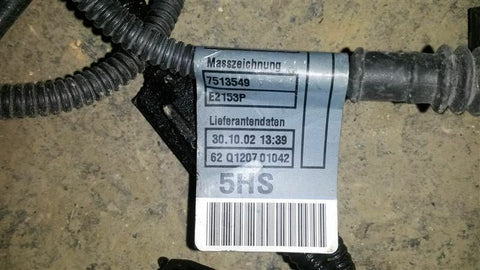 Masszeichnung
7513549
E2153P
Lieferantendaten
30.10.02 13:39
62 Q1207 01042
5HS